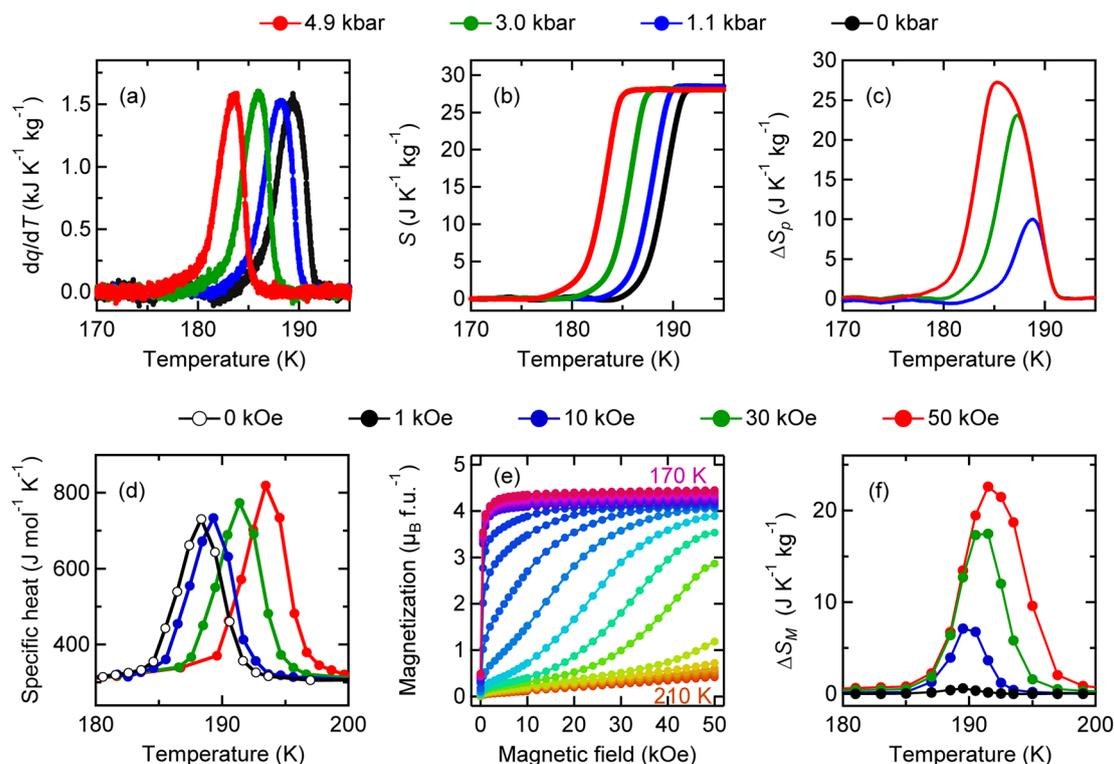 4.9 kbar 3.0 kbar 1.1 kbar 0 kbar
(a)
dq/dT (kJ K⁻¹ kg⁻¹)
1.5
1.0
0.5
0.0
170 180 190
Temperature (K)
(b)
S (J K⁻¹ kg⁻¹)
30
25
20
15
10
5
0
170 180 190
Temperature (K)
(c)
ΔSₚ (J K⁻¹ kg⁻¹)
30
25
20
15
10
5
0
170 180 190
Temperature (K)
0 kOe 1 kOe 10 kOe 30 kOe 50 kOe
(d)
Specific heat (J mol⁻¹ K⁻¹)
800
600
400
180 190 200
Temperature (K)
(e)
170 K
210 K
Magnetization (μB f.u.⁻¹)
5
4
3
2
1
0
0 10 20 30 40 50
Magnetic field (kOe)
(f)
ΔS_M (J K⁻¹ kg⁻¹)
20
10
0
180 190 200
Temperature (K)